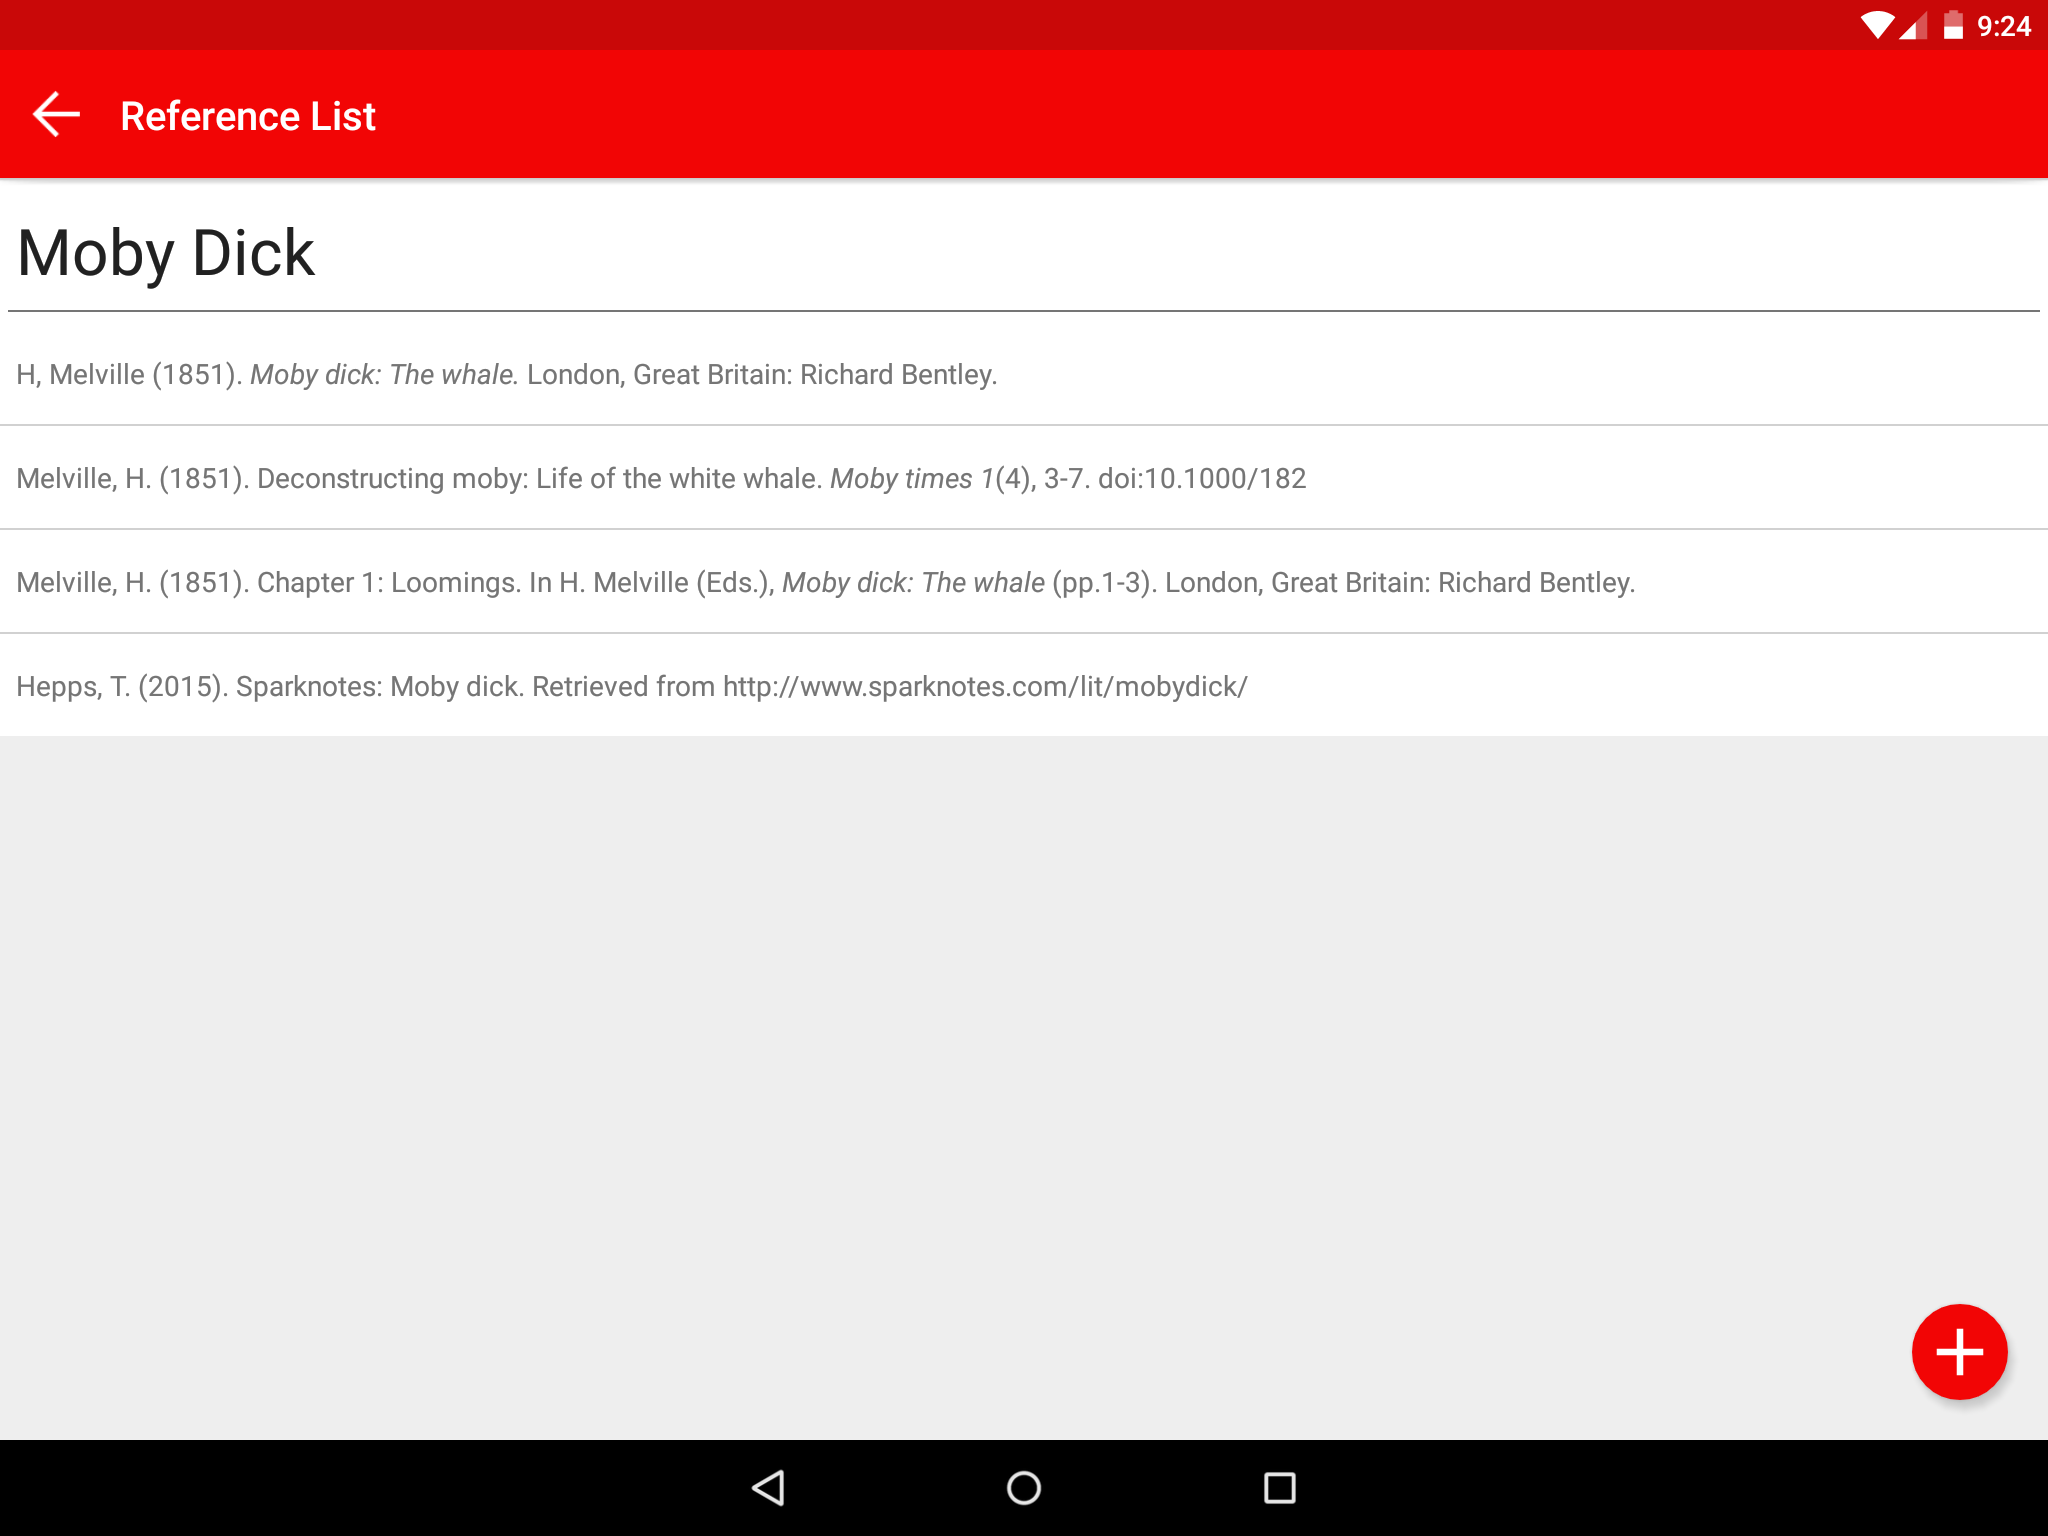 9:24
Reference List
Moby Dick
H, Melville (1851). Moby dick: The whale. London, Great Britain: Richard Bentley.
Melville, H. (1851). Deconstructing moby: Life of the white whale. Moby times 1(4), 3-7. doi:10.1000/182
Melville, H. (1851). Chapter 1: Loomings. In H. Melville (Eds.), Moby dick: The whale (pp.1-3). London, Great Britain: Richard Bentley.
Hepps, T. (2015). Sparknotes: Moby dick. Retrieved from http://www.sparknotes.com/lit/mobydick/